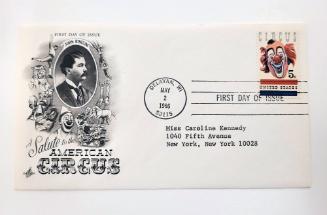 FIRST DAY OF ISSUE
JOHN RINGLING
A Salute to the
AMERICAN
CIRCUS
DELAVAN, WI
MAY
2
1966
53115
FIRST DAY OF ISSUE
CIRCUS
5c
UNITED STATES
Miss Caroline Kennedy
1040 Fifth Avenue
New York, New York 10028